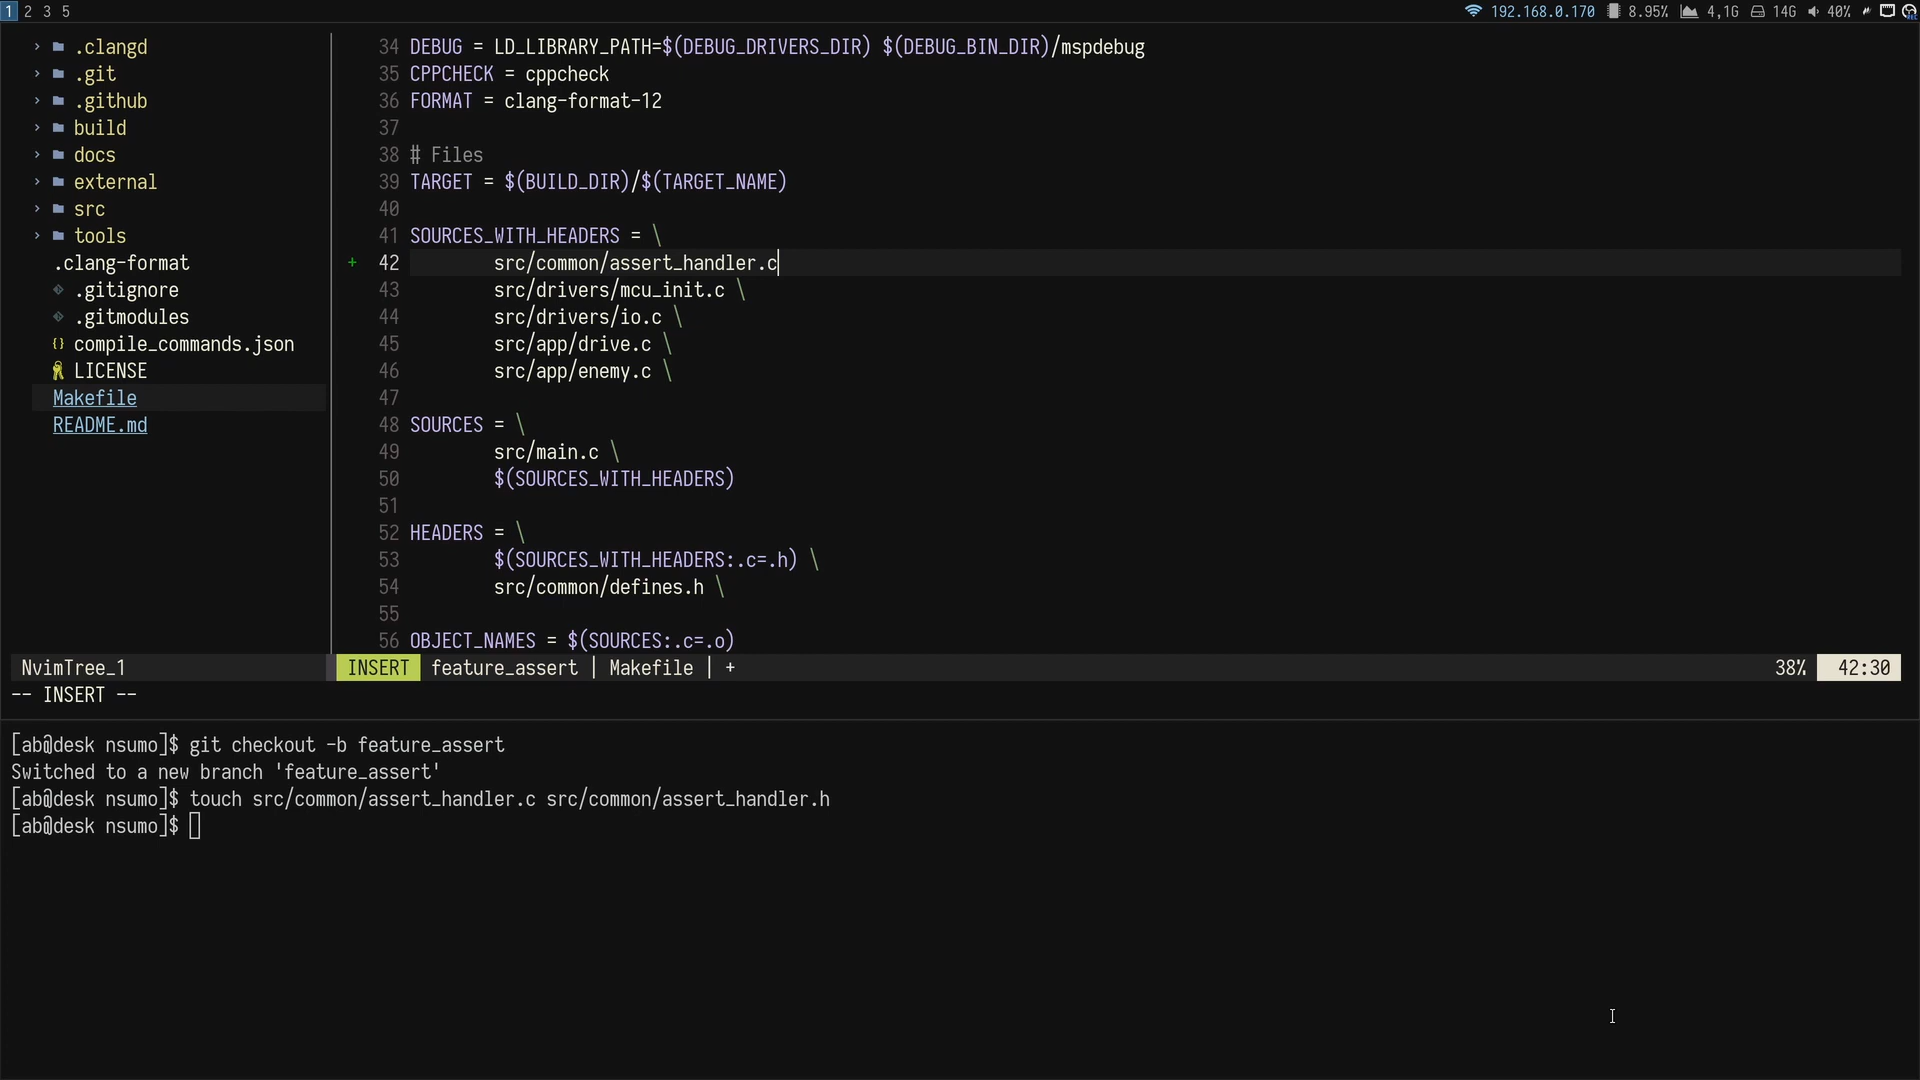 1 2 3 5
192.168.0.170 8.95% 4,1G 14G 40%
.clangd
.git
.github
build
docs
external
src
tools
.clang-format
.gitignore
.gitmodules
{} compile_commands.json
LICENSE
Makefile
README.md
34 DEBUG = LD_LIBRARY_PATH=$(DEBUG_DRIVERS_DIR) $(DEBUG_BIN_DIR)/mspdebug
35 CPPCHECK = cppcheck
36 FORMAT = clang-format-12
37
38 # Files
39 TARGET = $(BUILD_DIR)/$(TARGET_NAME)
40
41 SOURCES_WITH_HEADERS = \
+ 42 src/common/assert_handler.c
43 src/drivers/mcu_init.c \
44 src/drivers/io.c \
45 src/app/drive.c \
46 src/app/enemy.c \
47
48 SOURCES = \
49 src/main.c \
50 $(SOURCES_WITH_HEADERS)
51
52 HEADERS = \
53 $(SOURCES_WITH_HEADERS:.c=.h) \
54 src/common/defines.h \
55
56 OBJECT_NAMES = $(SOURCES:.c=.o)
NvimTree_1 INSERT feature_assert | Makefile | + 38% 42:30
-- INSERT --
[ab@desk nsumo]$ git checkout -b feature_assert
Switched to a new branch 'feature_assert'
[ab@desk nsumo]$ touch src/common/assert_handler.c src/common/assert_handler.h
[ab@desk nsumo]$